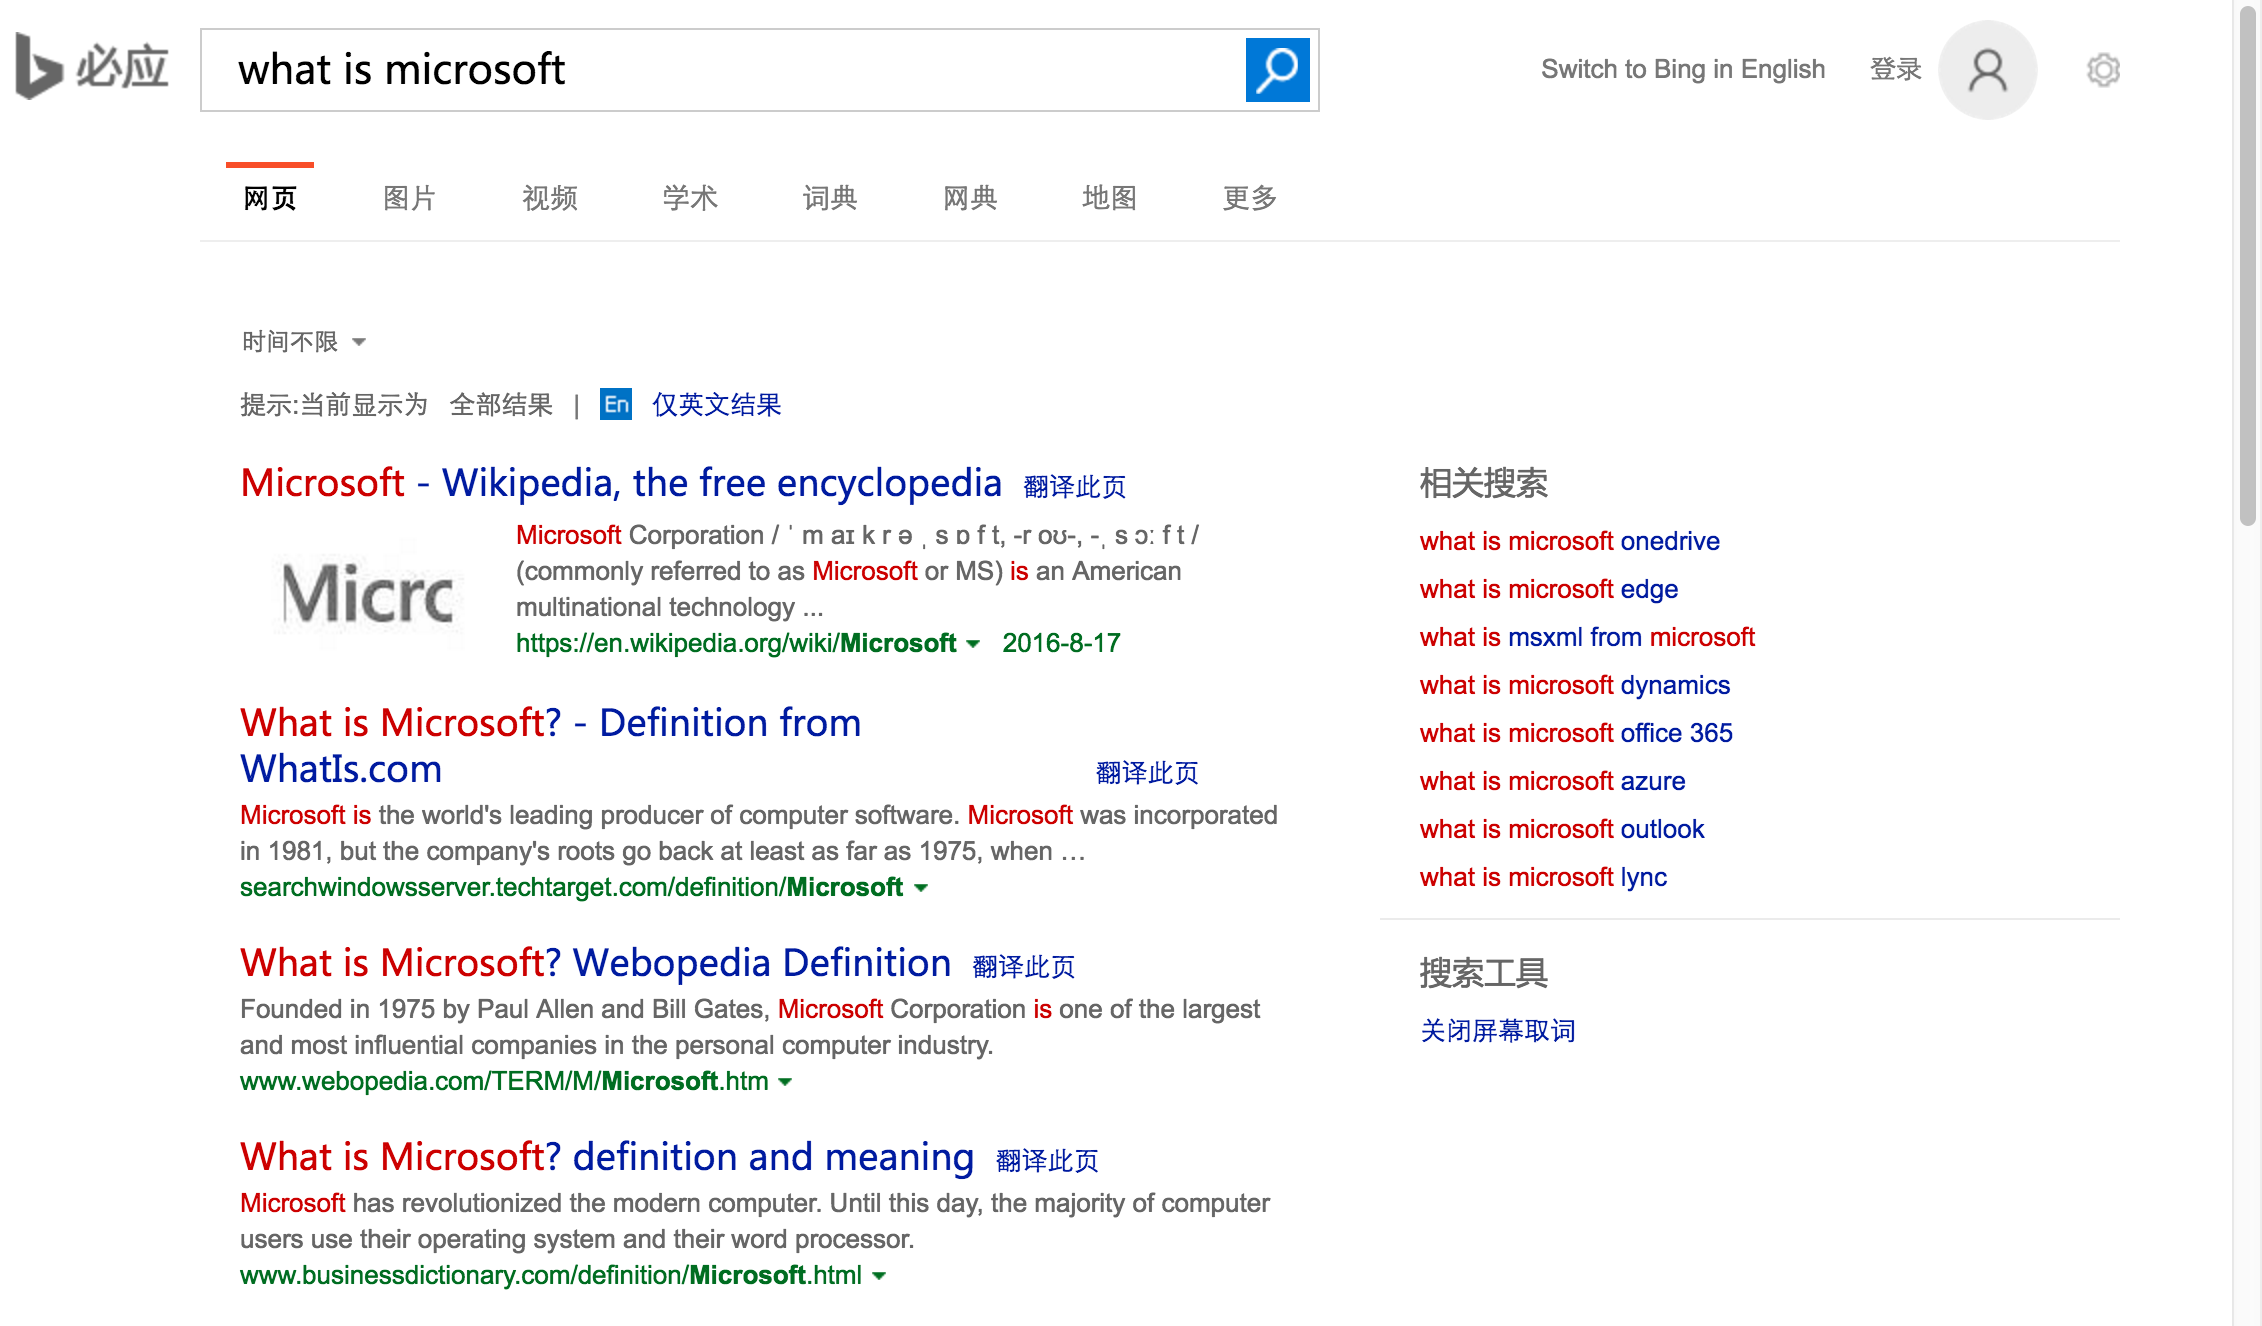 必应
what is microsoft
Switch to Bing in English 登录
网页 图片 视频 学术 词典 网典 地图 更多
时间不限
提示:当前显示为 全部结果 | En 仅英文结果
Microsoft - Wikipedia, the free encyclopedia 翻译此页
Micrc
Microsoft Corporation / ˈ m aɪ k r ə ˌ s ɒ f t, -r oʊ-, -ˌ s ɔː f t /
(commonly referred to as Microsoft or MS) is an American
multinational technology ...
https://en.wikipedia.org/wiki/Microsoft 2016-8-17
What is Microsoft? - Definition from
WhatIs.com 翻译此页
Microsoft is the world's leading producer of computer software. Microsoft was incorporated
in 1981, but the company's roots go back at least as far as 1975, when …
searchwindowsserver.techtarget.com/definition/Microsoft
What is Microsoft? Webopedia Definition 翻译此页
Founded in 1975 by Paul Allen and Bill Gates, Microsoft Corporation is one of the largest
and most influential companies in the personal computer industry.
www.webopedia.com/TERM/M/Microsoft.htm
What is Microsoft? definition and meaning 翻译此页
Microsoft has revolutionized the modern computer. Until this day, the majority of computer
users use their operating system and their word processor.
www.businessdictionary.com/definition/Microsoft.html
相关搜索
what is microsoft onedrive
what is microsoft edge
what is msxml from microsoft
what is microsoft dynamics
what is microsoft office 365
what is microsoft azure
what is microsoft outlook
what is microsoft lync
搜索工具
关闭屏幕取词